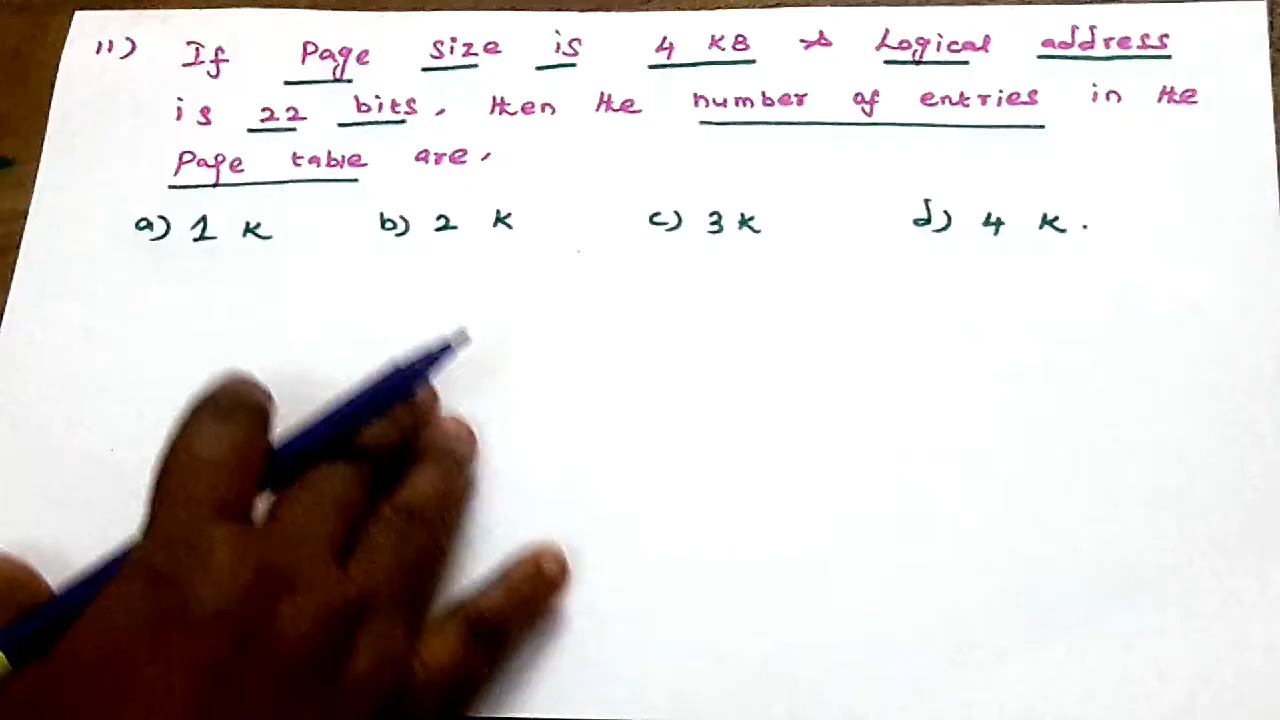 11) If Page size is 4 KB & Logical address
is 22 bits, then the number of entries in the
Page table are,
a) 1 K b) 2 K c) 3K d) 4 K.